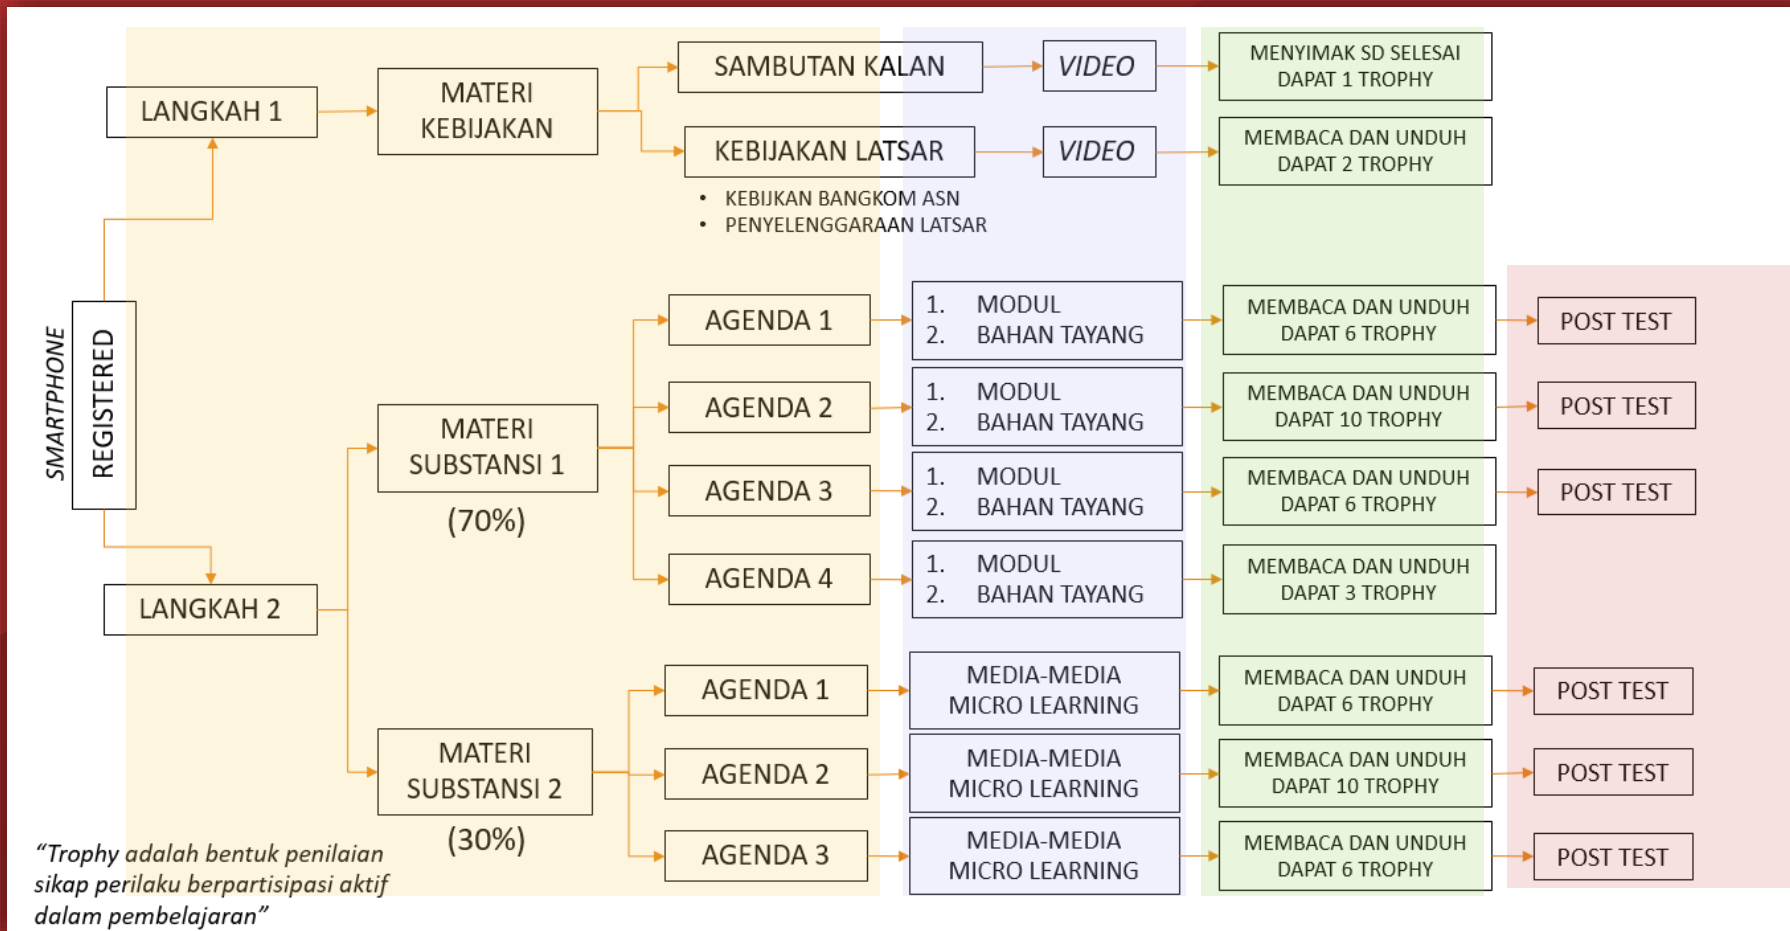 SMARTPHONE
REGISTERED
LANGKAH 1
MATERI
KEBIJAKAN
SAMBUTAN KALAN
VIDEO
MENYIMAK SD SELESAI
DAPAT 1 TROPHY
KEBIJAKAN LATSAR
VIDEO
MEMBACA DAN UNDUH
DAPAT 2 TROPHY
• KEBIJKAN BANGKOM ASN
• PENYELENGGARAAN LATSAR
LANGKAH 2
MATERI
SUBSTANSI 1
(70%)
AGENDA 1
1. MODUL
2. BAHAN TAYANG
MEMBACA DAN UNDUH
DAPAT 6 TROPHY
POST TEST
AGENDA 2
1. MODUL
2. BAHAN TAYANG
MEMBACA DAN UNDUH
DAPAT 10 TROPHY
POST TEST
AGENDA 3
1. MODUL
2. BAHAN TAYANG
MEMBACA DAN UNDUH
DAPAT 6 TROPHY
POST TEST
AGENDA 4
1. MODUL
2. BAHAN TAYANG
MEMBACA DAN UNDUH
DAPAT 3 TROPHY
MATERI
SUBSTANSI 2
(30%)
AGENDA 1
MEDIA-MEDIA
MICRO LEARNING
MEMBACA DAN UNDUH
DAPAT 6 TROPHY
POST TEST
AGENDA 2
MEDIA-MEDIA
MICRO LEARNING
MEMBACA DAN UNDUH
DAPAT 10 TROPHY
POST TEST
AGENDA 3
MEDIA-MEDIA
MICRO LEARNING
MEMBACA DAN UNDUH
DAPAT 6 TROPHY
POST TEST
“Trophy adalah bentuk penilaian
sikap perilaku berpartisipasi aktif
dalam pembelajaran”